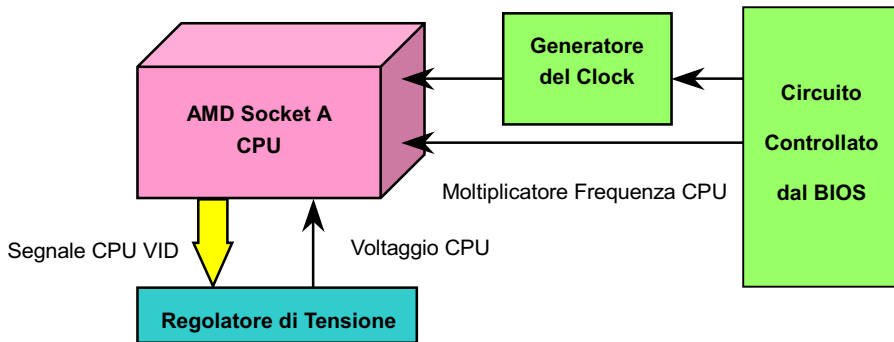 Generatore
del Clock
AMD Socket A
CPU
Circuito
Controllato
dal BIOS
Moltiplicatore Frequenza CPU
Segnale CPU VID
Voltaggio CPU
Regolatore di Tensione